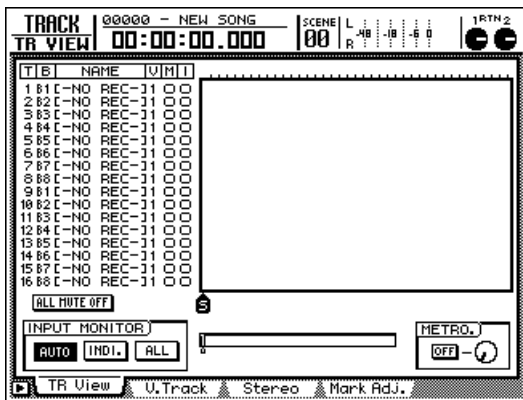 TRACK 00000 - NEW SONG SCENE L 1RTN2
TR VIEW 00:00:00.000 00 R -48 -18 -6 0
T B NAME V M I
1 B1 [-NO REC-]1
2 B2 [-NO REC-]1
3 B3 [-NO REC-]1
4 B4 [-NO REC-]1
5 B5 [-NO REC-]1
6 B6 [-NO REC-]1
7 B7 [-NO REC-]1
8 B8 [-NO REC-]1
9 B1 [-NO REC-]1
10 B2 [-NO REC-]1
11 B3 [-NO REC-]1
12 B4 [-NO REC-]1
13 B5 [-NO REC-]1
14 B6 [-NO REC-]1
15 B7 [-NO REC-]1
16 B8 [-NO REC-]1
ALL MUTE OFF S
INPUT MONITOR METRO.
AUTO INDI. ALL OFF
TR View V.Track Stereo Mark Adj.